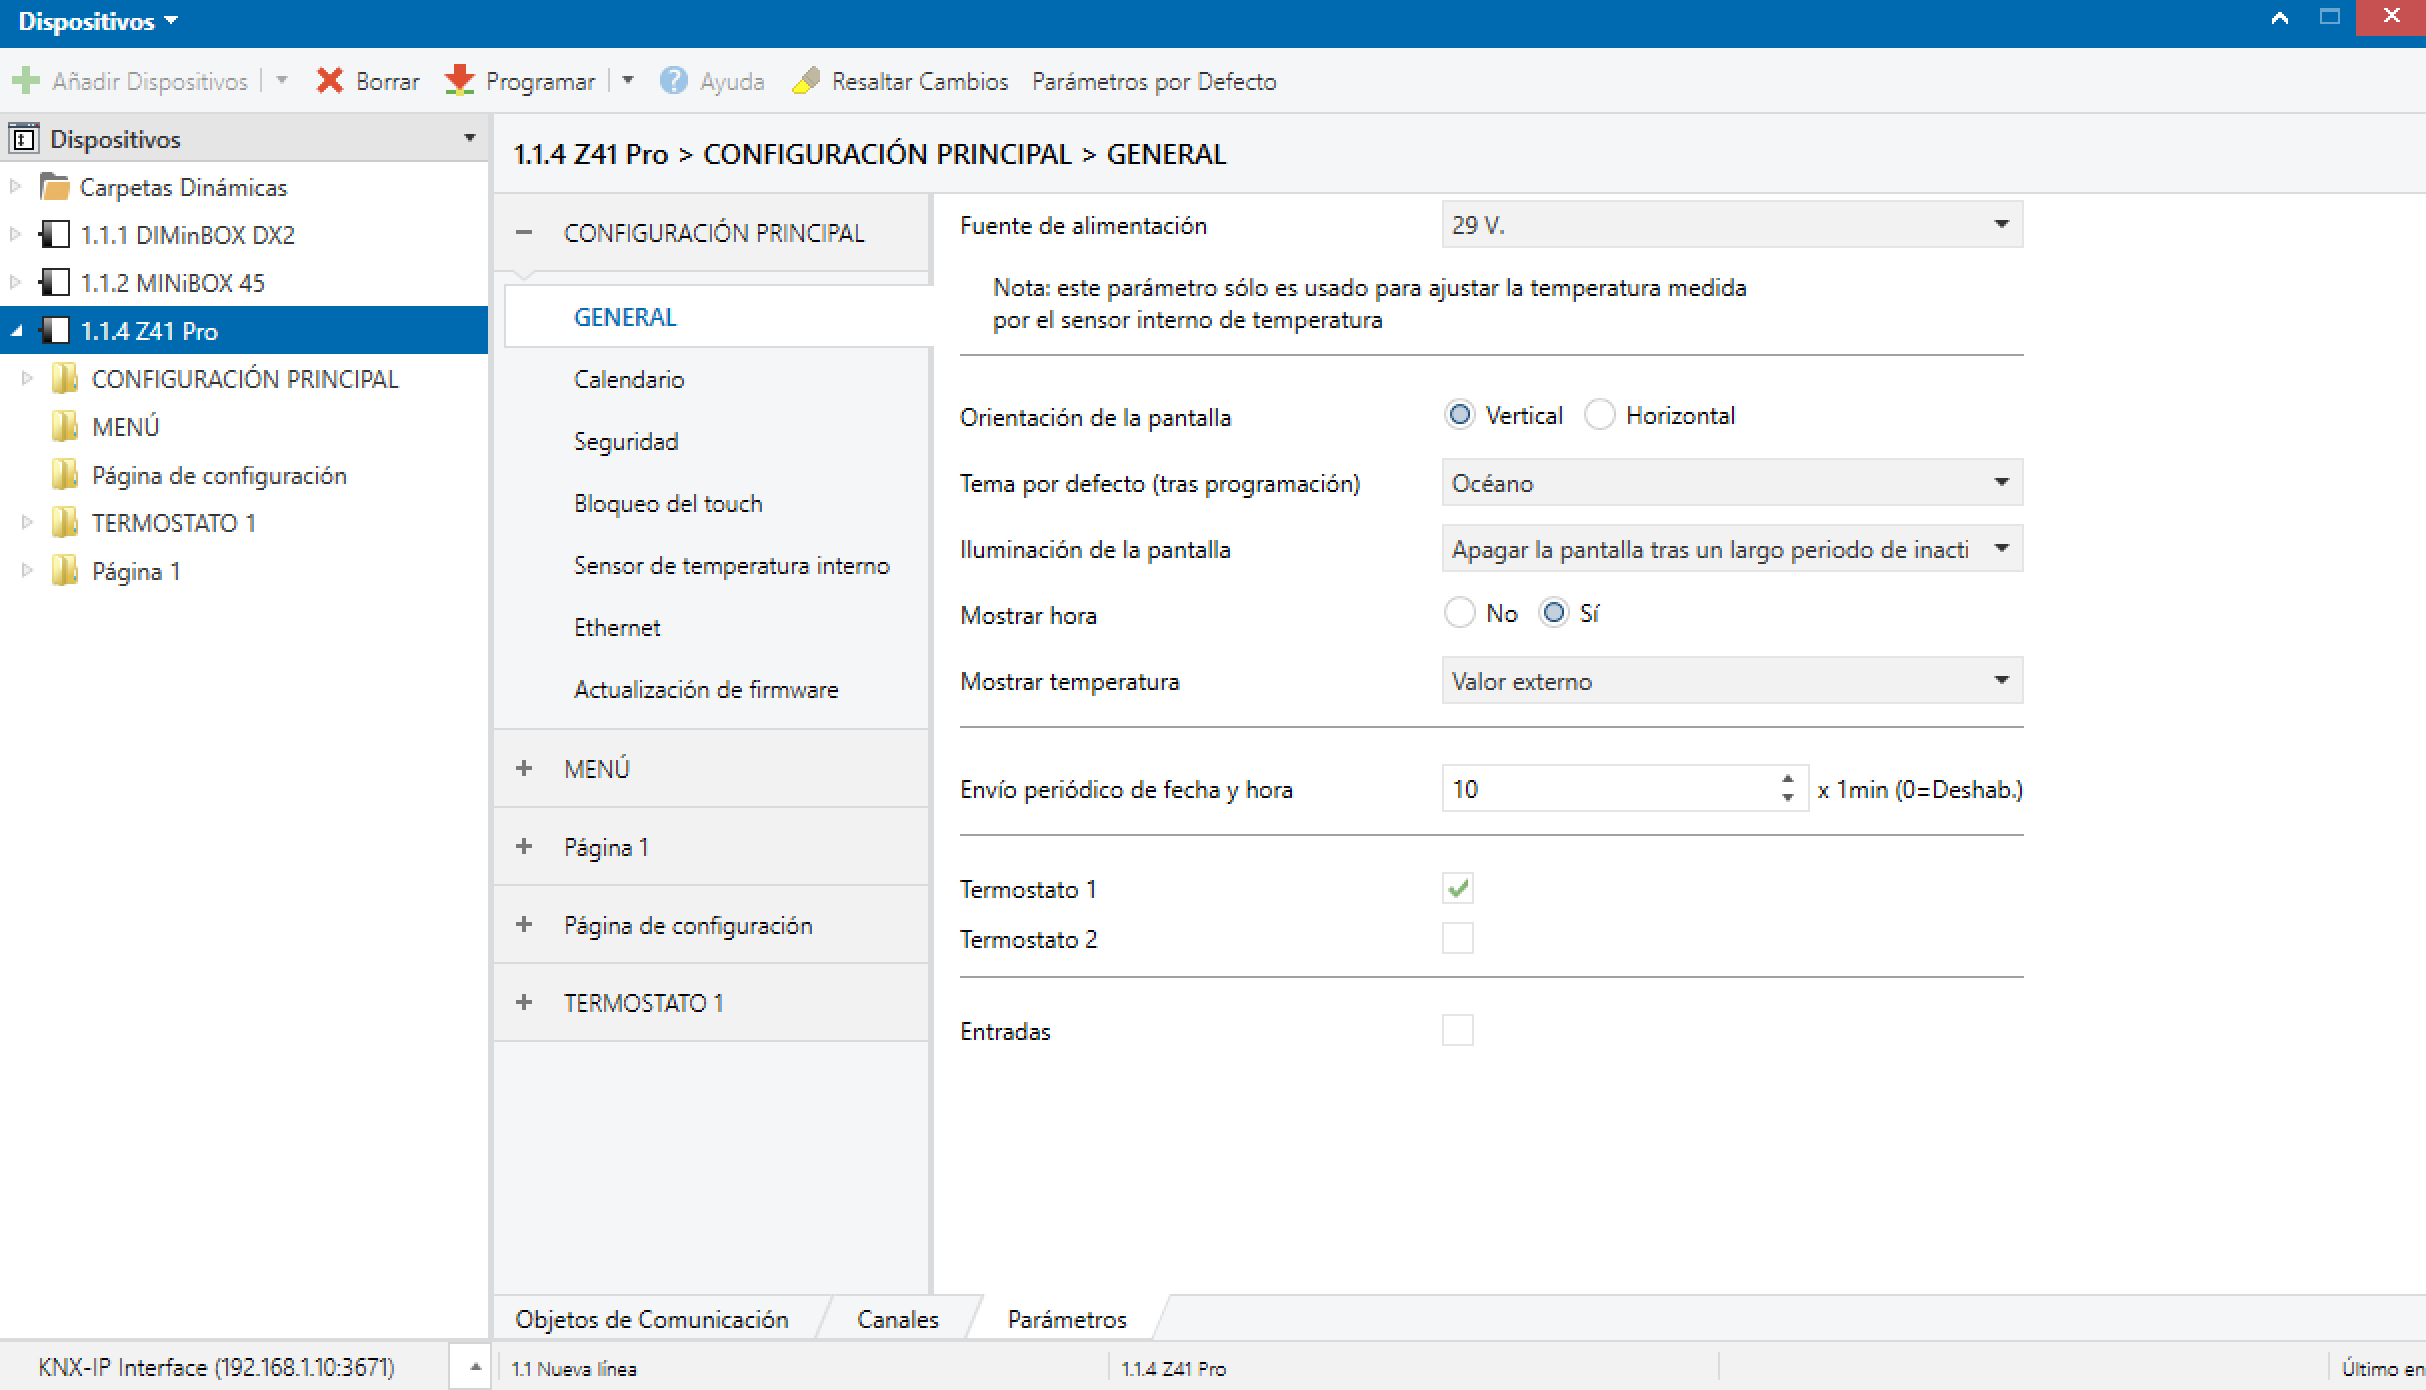 Dispositivos
Añadir Dispositivos
Borrar
Programar
Ayuda
Resaltar Cambios
Parámetros por Defecto
Dispositivos
Carpetas Dinámicas
1.1.1 DIMinBOX DX2
1.1.2 MINiBOX 45
1.1.4 Z41 Pro
CONFIGURACIÓN PRINCIPAL
MENÚ
Página de configuración
TERMOSTATO 1
Página 1
1.1.4 Z41 Pro > CONFIGURACIÓN PRINCIPAL > GENERAL
CONFIGURACIÓN PRINCIPAL
GENERAL
Calendario
Seguridad
Bloqueo del touch
Sensor de temperatura interno
Ethernet
Actualización de firmware
MENÚ
Página 1
Página de configuración
TERMOSTATO 1
Fuente de alimentación
29 V.
Nota: este parámetro sólo es usado para ajustar la temperatura medida
por el sensor interno de temperatura
Orientación de la pantalla
Vertical
Horizontal
Tema por defecto (tras programación)
Océano
Iluminación de la pantalla
Apagar la pantalla tras un largo periodo de inacti
Mostrar hora
No
Sí
Mostrar temperatura
Valor externo
Envío periódico de fecha y hora
10
x 1min (0=Deshab.)
Termostato 1
Termostato 2
Entradas
Objetos de Comunicación
Canales
Parámetros
KNX-IP Interface (192.168.1.10:3671)
1.1 Nueva línea
1.1.4 Z41 Pro
Último en